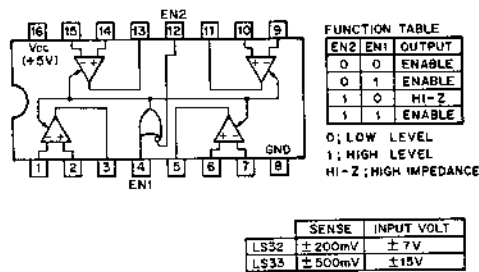 EN2
16 15 14 13 12 11 10 9
Vcc
(+5V)
GND
1 2 3 4 5 6 7 8
EN1
FUNCTION TABLE
EN2 EN1 OUTPUT
0 0 ENABLE
0 1 ENABLE
1 0 HI-Z
1 1 ENABLE
0; LOW LEVEL
1; HIGH LEVEL
HI-Z; HIGH IMPEDANCE
SENSE INPUT VOLT
LS32 ±200mV ±7V
LS33 ±500mV ±15V